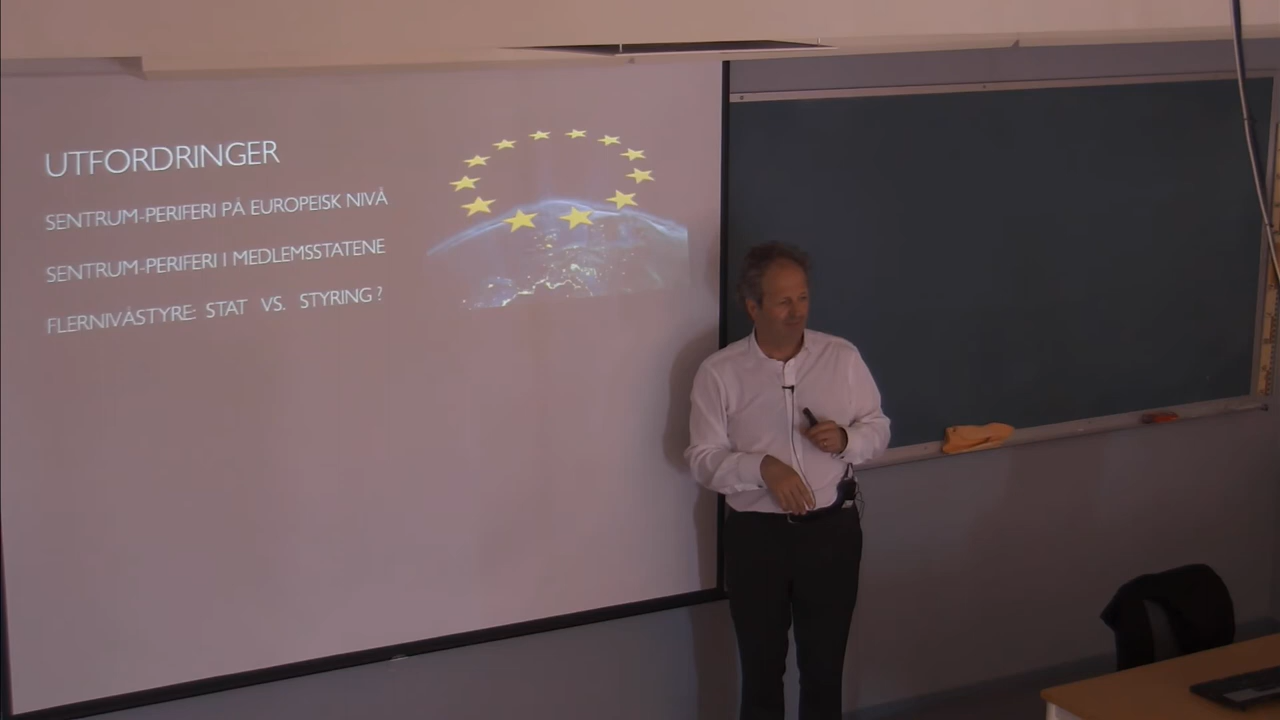 UTFORDRINGER
SENTRUM-PERIFERI PÅ EUROPEISK NIVÅ
SENTRUM-PERIFERI I MEDLEMSSTATENE
FLERNIVÅSTYRE: STAT VS. STYRING?